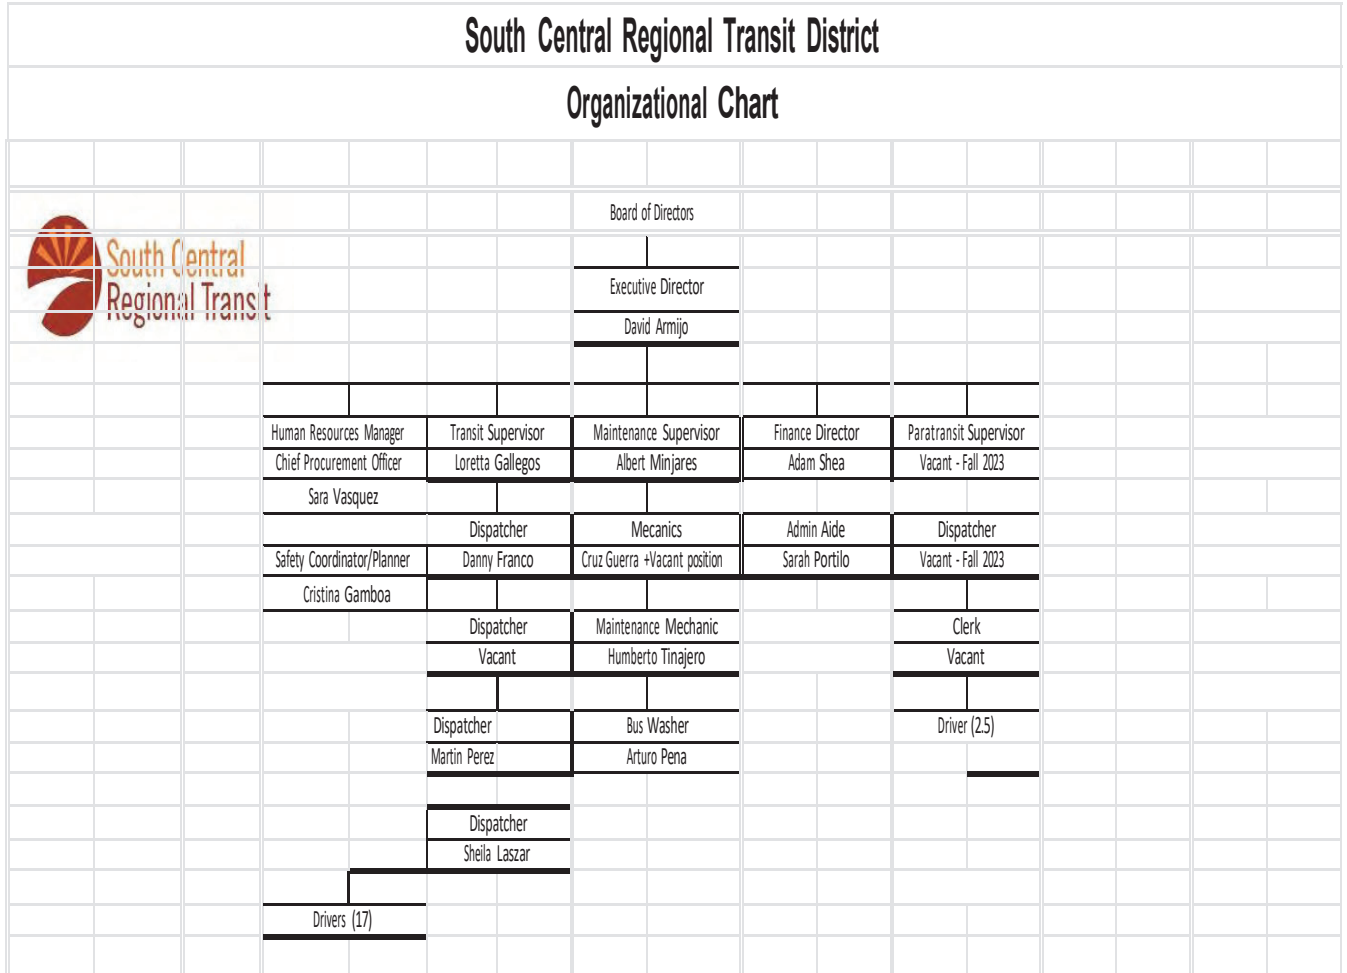 South Central Regional Transit District
Organizational Chart
South Central
Regional Transit
Board of Directors
Executive Director
David Armijo
Human Resources Manager
Chief Procurement Officer
Sara Vasquez
Transit Supervisor
Loretta Gallegos
Maintenance Supervisor
Albert Minjares
Finance Director
Adam Shea
Paratransit Supervisor
Vacant - Fall 2023
Safety Coordinator/Planner
Cristina Gamboa
Dispatcher
Danny Franco
Mecanics
Cruz Guerra +Vacant position
Admin Aide
Sarah Portilo
Dispatcher
Vacant - Fall 2023
Dispatcher
Vacant
Maintenance Mechanic
Humberto Tinajero
Clerk
Vacant
Dispatcher
Martin Perez
Bus Washer
Arturo Pena
Driver (2.5)
Dispatcher
Sheila Laszar
Drivers (17)